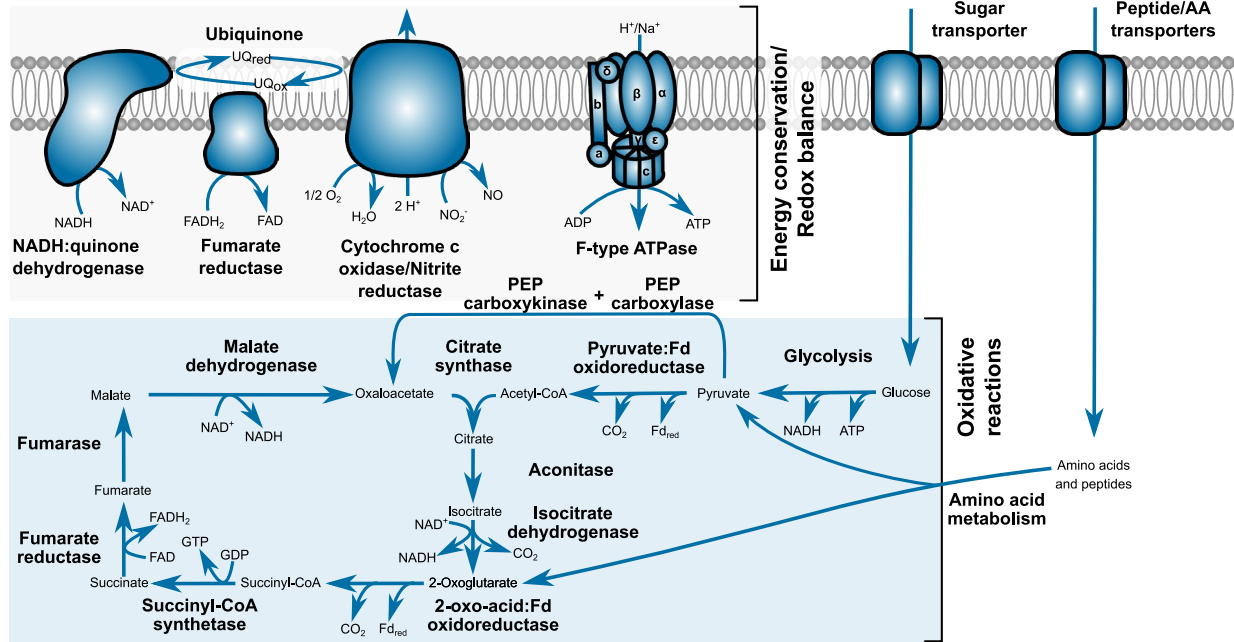 Ubiquinone
UQred
UQox
H⁺/Na⁺
Sugar
transporter
Peptide/AA
transporters
δ
b
β
α
a
γ
ε
c
NADH
NAD⁺
FADH₂
FAD
1/2 O₂
H₂O
2 H⁺
NO₂⁻
NO
ADP
ATP
NADH:quinone
dehydrogenase
Fumarate
reductase
Cytochrome c
oxidase/Nitrite
reductase
F-type ATPase
Energy conservation/
Redox balance
PEP
carboxykinase
+
PEP
carboxylase
Malate
dehydrogenase
Citrate
synthase
Pyruvate:Fd
oxidoreductase
Glycolysis
Oxidative
reactions
Malate
Oxaloacetate
Acetyl-CoA
Pyruvate
Glucose
NAD⁺
NADH
CO₂
Fdred
NADH
ATP
Fumarase
Citrate
Aconitase
Amino acids
and peptides
Amino acid
metabolism
Fumarate
Isocitrate
Isocitrate
dehydrogenase
NAD⁺
NADH
CO₂
Fumarate
reductase
FADH₂
FAD
GTP
GDP
Succinate
Succinyl-CoA
2-Oxoglutarate
Succinyl-CoA
synthetase
CO₂
Fdred
2-oxo-acid:Fd
oxidoreductase